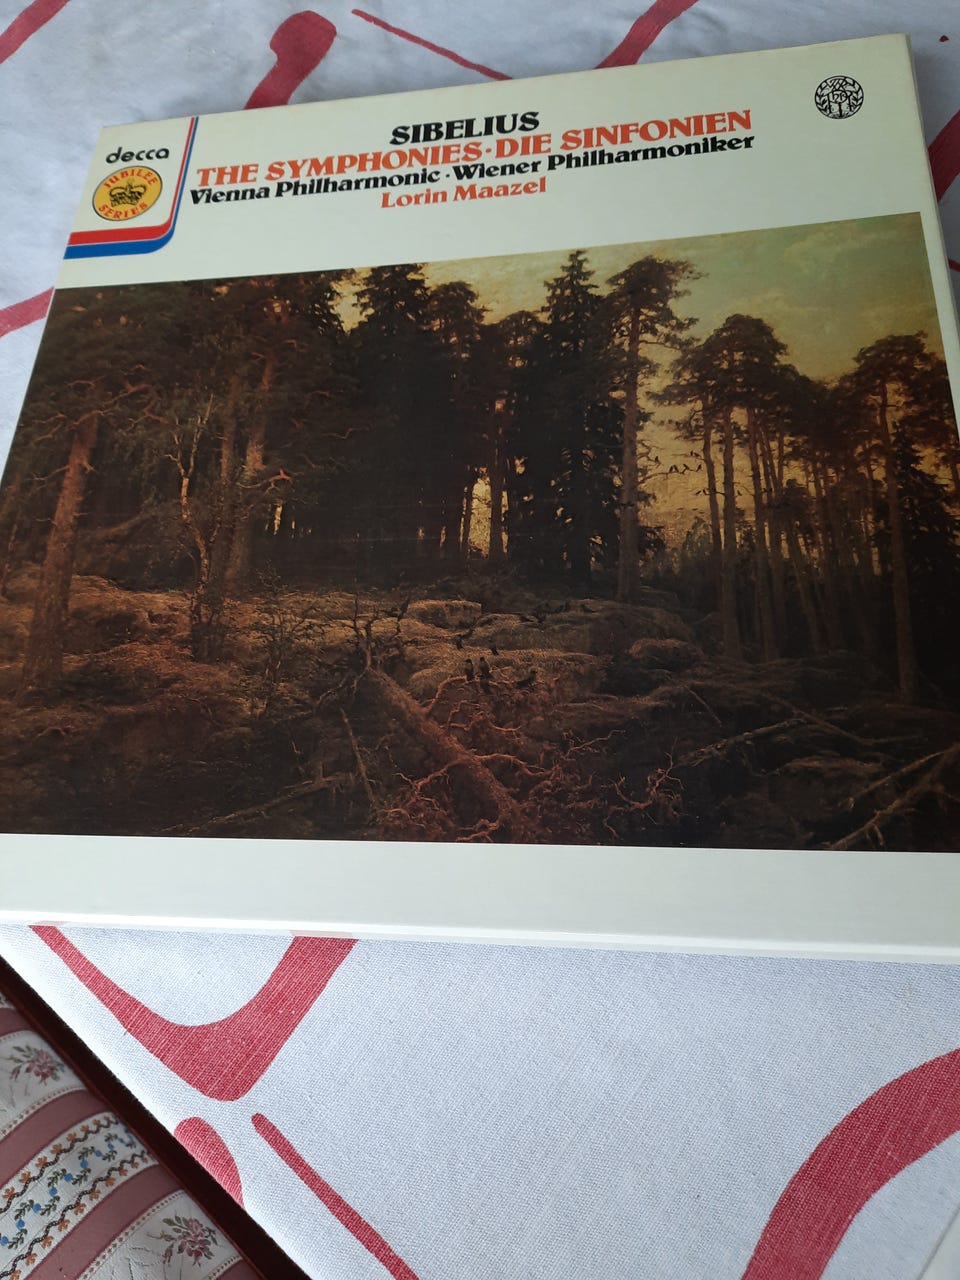 decca
JUBILEE
SERIES
SIBELIUS
THE SYMPHONIES·DIE SINFONIEN
Vienna Philharmonic·Wiener Philharmoniker
Lorin Maazel